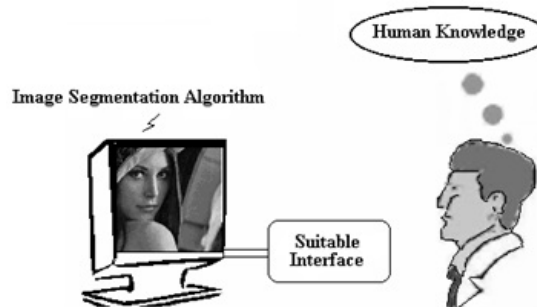 Human Knowledge
Image Segmentation Algorithm
Suitable
Interface